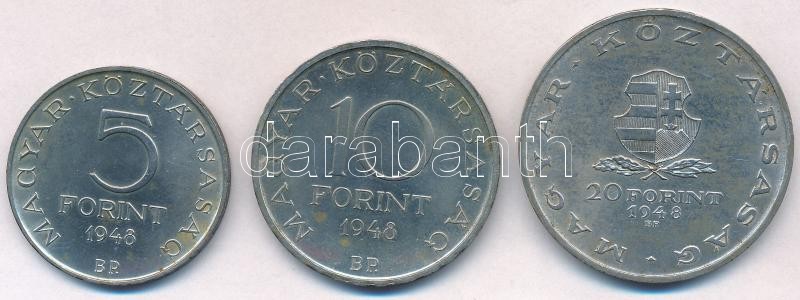 MAGYAR·KÖZTÁRSASÁG
5
FORINT
1948
BP.
MAGYAR·KÖZTÁRSASÁG
10
FORINT
1948
BP.
MAGYAR·KÖZTÁRSASÁG
20 FORINT
1948
BP
darabanth